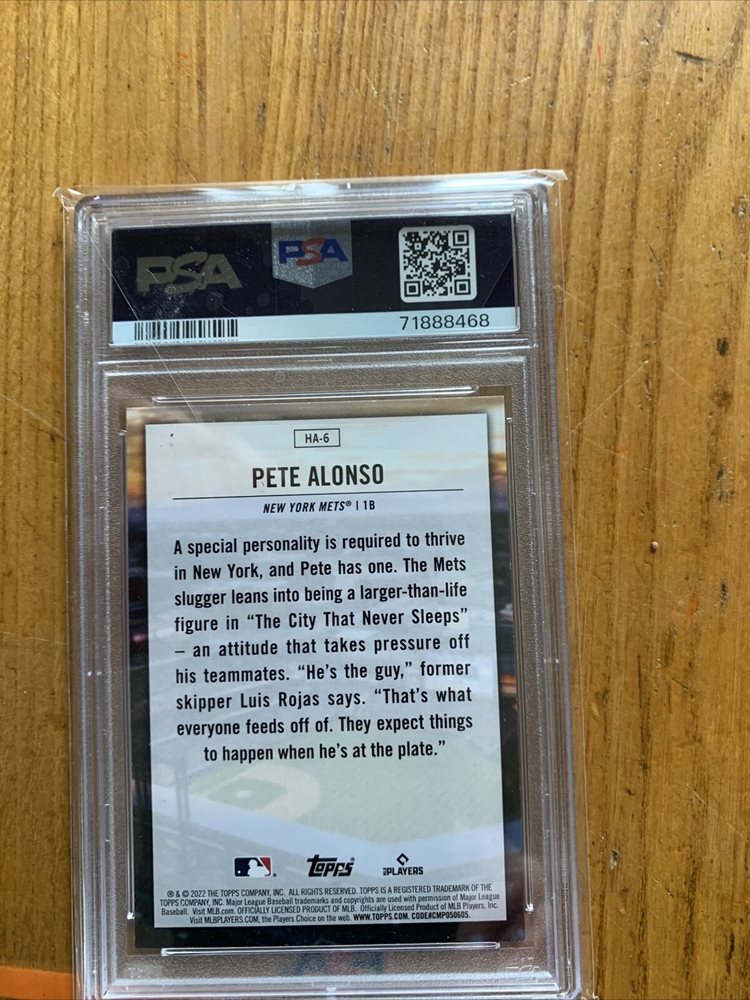 PSA PSA
71888468
HA-6
PETE ALONSO
NEW YORK METS® | 1B
A special personality is required to thrive
in New York, and Pete has one. The Mets
slugger leans into being a larger-than-life
figure in “The City That Never Sleeps”
– an attitude that takes pressure off
his teammates. “He’s the guy,” former
skipper Luis Rojas says. “That’s what
everyone feeds off of. They expect things
to happen when he’s at the plate.”
Topps PLAYERS
® & © 2022 THE TOPPS COMPANY, INC. ALL RIGHTS RESERVED. TOPPS IS A REGISTERED TRADEMARK OF THE
TOPPS COMPANY, INC. Major League Baseball trademarks and copyrights are used with permission of Major League
Baseball. Visit MLB.com. OFFICIALLY LICENSED PRODUCT OF MLB. Officially Licensed Product of MLB Players, Inc.
Visit MLBPLAYERS.COM, the Players Choice on the web. WWW.TOPPS.COM. CODE#CMP050605.
PSA